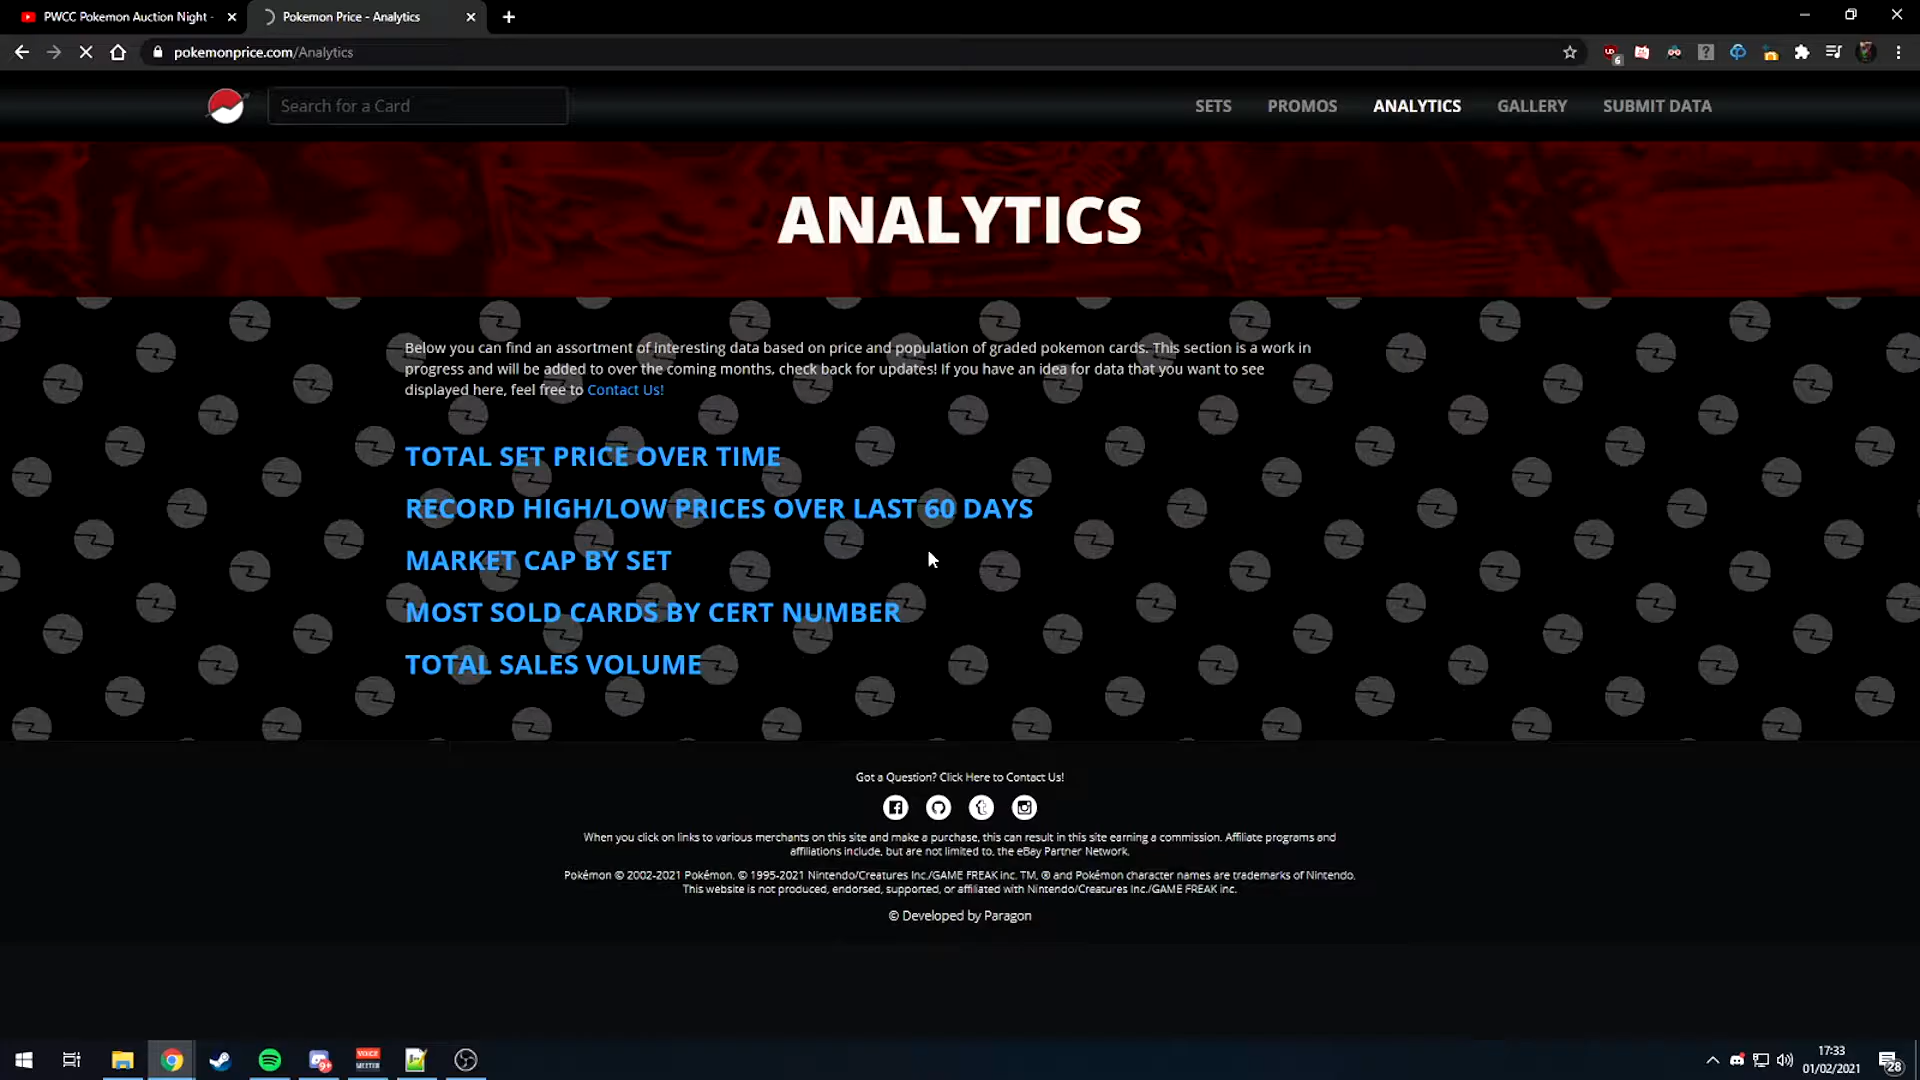 PWCC Pokemon Auction Night -
Pokemon Price - Analytics
pokemonprice.com/Analytics
6
Search for a Card
SETS
PROMOS
ANALYTICS
GALLERY
SUBMIT DATA
ANALYTICS
Below you can find an assortment of interesting data based on price and population of graded pokemon cards. This section is a work in
progress and will be added to over the coming months, check back for updates! If you have an idea for data that you want to see
displayed here, feel free to Contact Us!
TOTAL SET PRICE OVER TIME
RECORD HIGH/LOW PRICES OVER LAST 60 DAYS
MARKET CAP BY SET
MOST SOLD CARDS BY CERT NUMBER
TOTAL SALES VOLUME
Got a Question? Click Here to Contact Us!
When you click on links to various merchants on this site and make a purchase, this can result in this site earning a commission. Affiliate programs and
affiliations include, but are not limited to, the eBay Partner Network.
Pokémon © 2002-2021 Pokémon. © 1995-2021 Nintendo/Creatures Inc./GAME FREAK inc. TM, ® and Pokémon character names are trademarks of Nintendo.
This website is not produced, endorsed, supported, or affiliated with Nintendo/Creatures Inc./GAME FREAK inc.
© Developed by Paragon
9+
VOICE
MEETER
17:33
01/02/2021
28